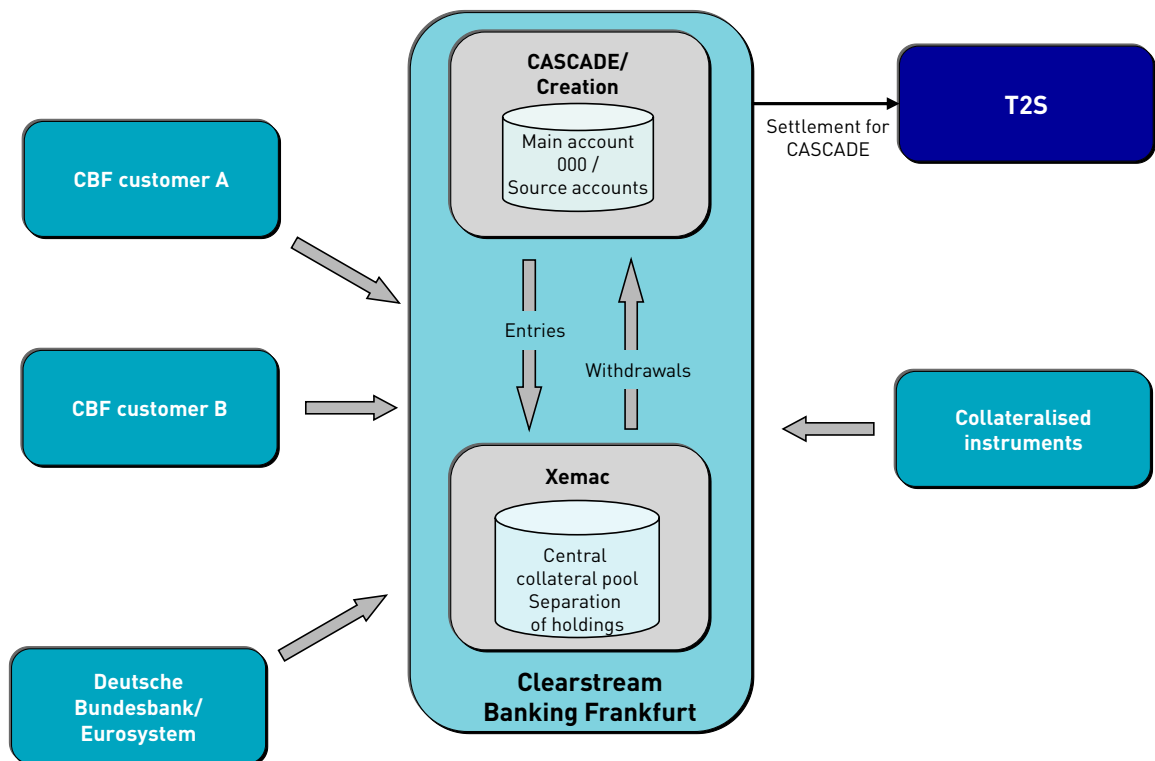 CASCADE/
Creation
Main account
000 /
Source accounts
T2S
Settlement for
CASCADE
CBF customer A
Entries
Withdrawals
CBF customer B
Collateralised
instruments
Xemac
Central
collateral pool
Separation
of holdings
Deutsche
Bundesbank/
Eurosystem
Clearstream
Banking Frankfurt